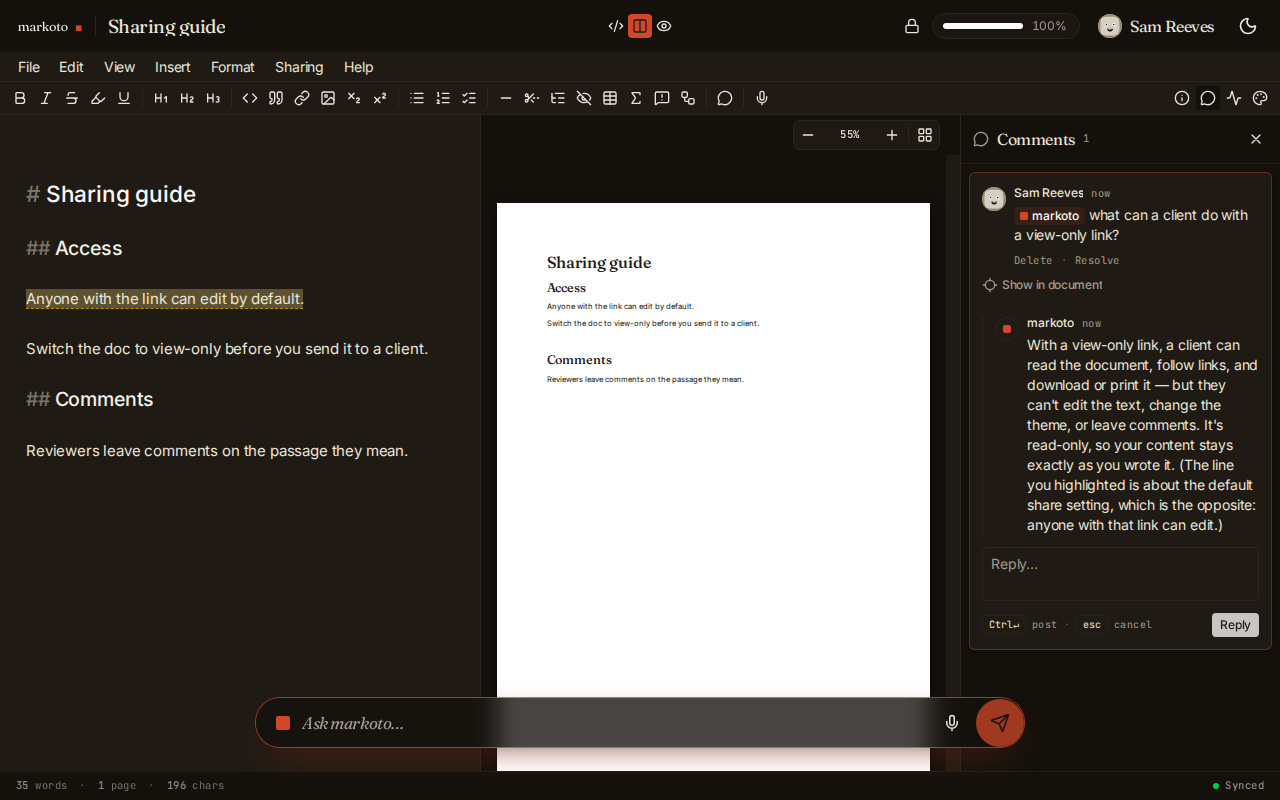 markoto
Sharing guide
100%
Sam Reeves
File Edit View Insert Format Sharing Help
H1 H2 H3
X2 X2
55%
Comments 1
# Sharing guide
## Access
Anyone with the link can edit by default.
Switch the doc to view-only before you send it to a client.
## Comments
Reviewers leave comments on the passage they mean.
Sharing guide
Access
Anyone with the link can edit by default.
Switch the doc to view-only before you send it to a client.
Comments
Reviewers leave comments on the passage they mean.
Sam Reeves now
markoto what can a client do with
a view-only link?
Delete · Resolve
Show in document
markoto now
With a view-only link, a client can
read the document, follow links, and
download or print it — but they
can't edit the text, change the
theme, or leave comments. It's
read-only, so your content stays
exactly as you wrote it. (The line
you highlighted is about the default
share setting, which is the opposite:
anyone with that link can edit.)
Reply...
Ctrl↵ post · esc cancel
Reply
Ask markoto...
35 words · 1 page · 196 chars
Synced